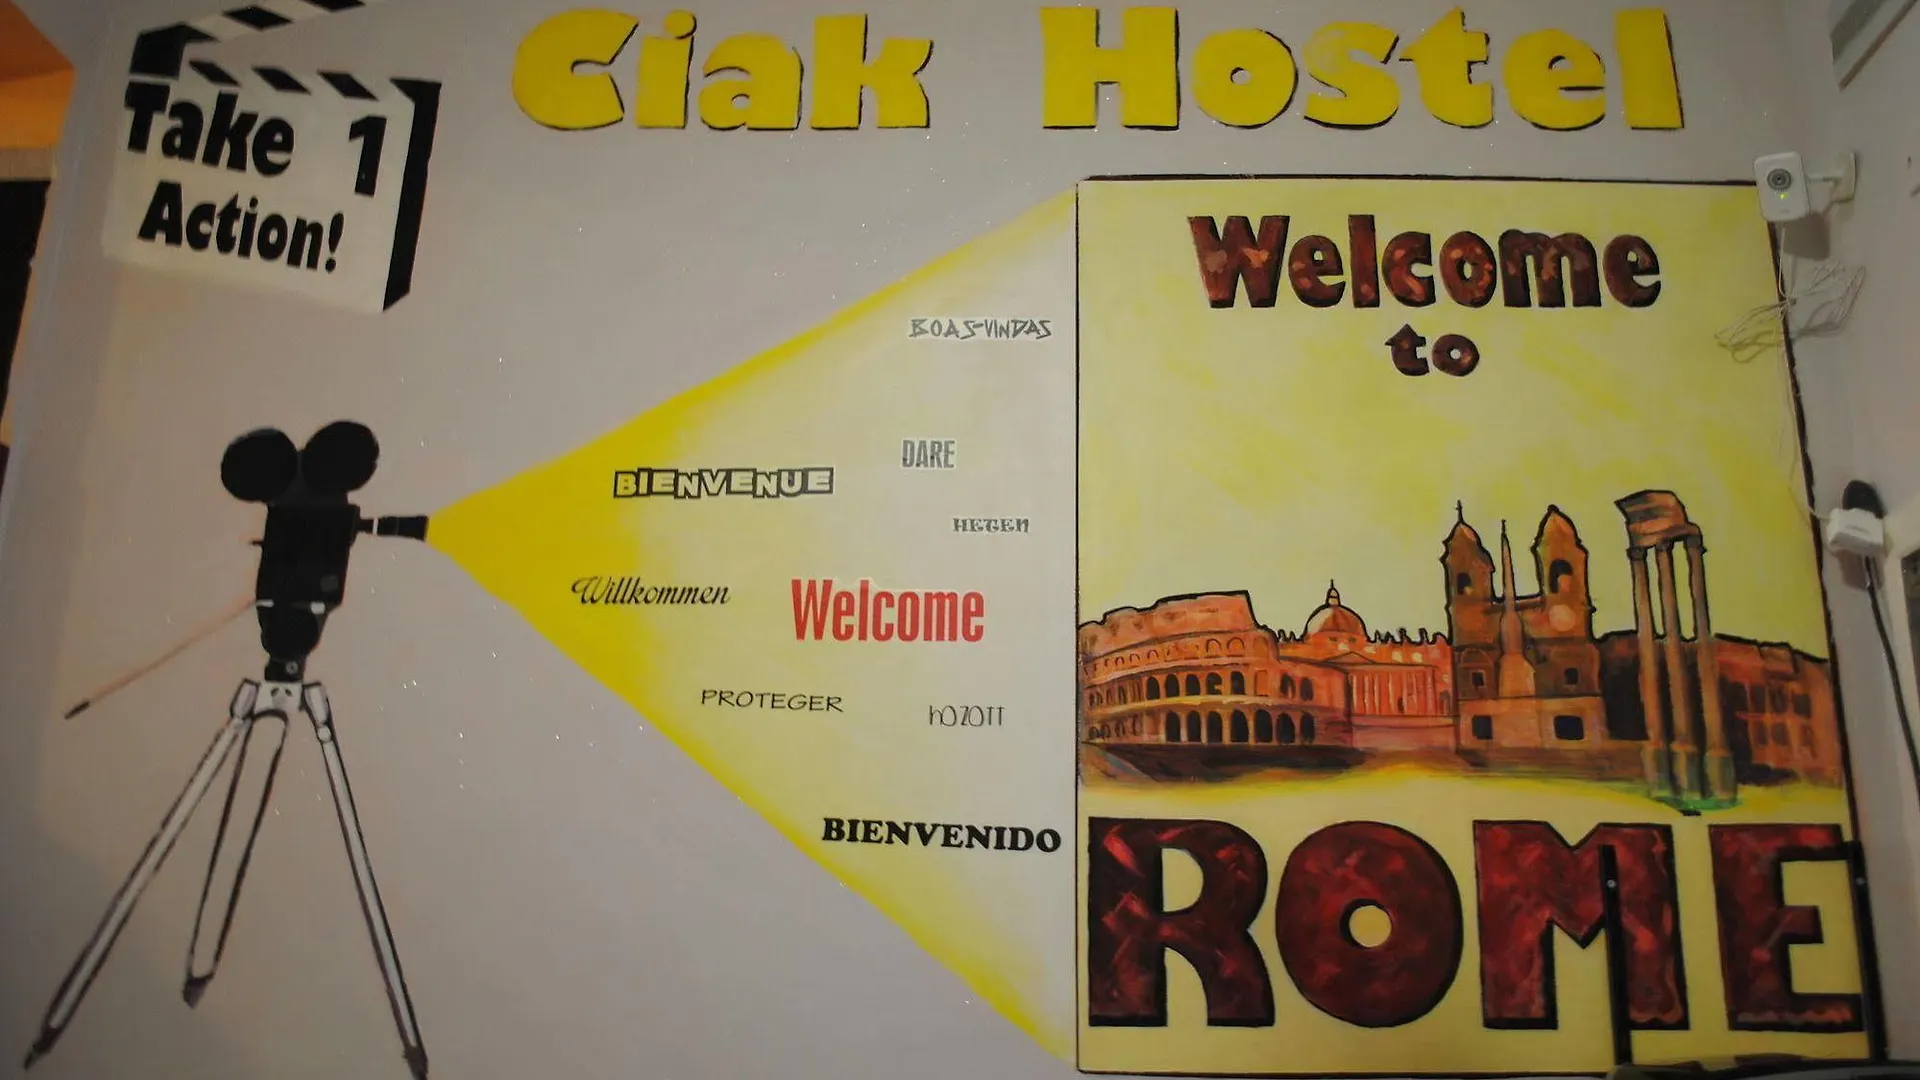 Ciak Hostel
Take 1
Action!
Welcome
to
BOAS-VINDAS
DARE
BIENVENUE
HETEN
Willkommen
Welcome
PROTEGER
hOZOTT
BIENVENIDO
ROME